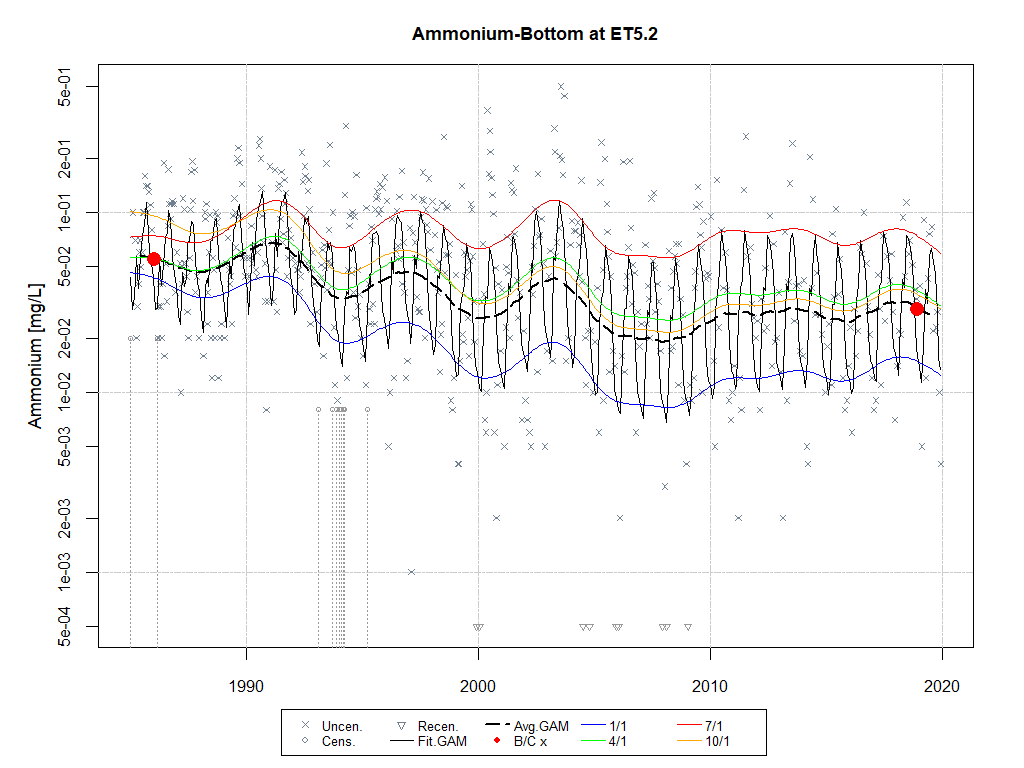 Ammonium-Bottom at ET5.2
Ammonium [mg/L]
5e-01
2e-01
1e-01
5e-02
2e-02
1e-02
5e-03
2e-03
1e-03
5e-04
1990 2000 2010 2020
Uncen. Recen. Avg.GAM 1/1 7/1
Cens. Fit.GAM B/C x 4/1 10/1